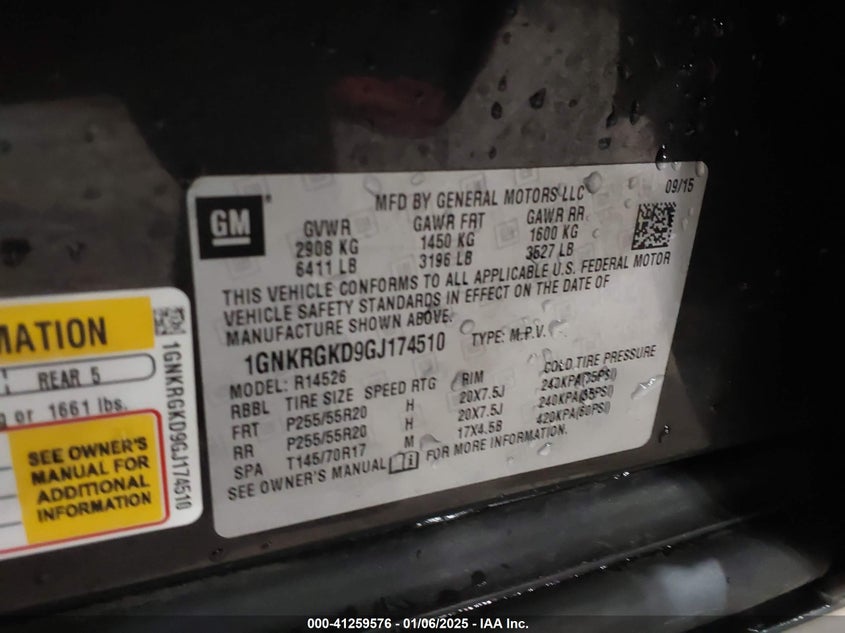 MFD BY GENERAL MOTORS LLC
09/15
GM
GVWR GAWR FRT GAWR RR
2908 KG 1450 KG 1600 KG
6411 LB 3196 LB 3527 LB
THIS VEHICLE CONFORMS TO ALL APPLICABLE U.S. FEDERAL MOTOR
VEHICLE SAFETY STANDARDS IN EFFECT ON THE DATE OF
MANUFACTURE SHOWN ABOVE.
1GNKRGKD9GJ174510 TYPE: M.P.V.
MODEL: R14526
RBBL TIRE SIZE SPEED RTG RIM COLD TIRE PRESSURE
FRT P255/55R20 H 20X7.5J 240KPA(35PSI)
RR P255/55R20 H 20X7.5J 240KPA(35PSI)
SPA T145/70R17 M 17X4.5B 420KPA(60PSI)
SEE OWNER'S MANUAL FOR MORE INFORMATION.
MATION
REAR 5
or 1661 lbs.
SEE OWNER'S
MANUAL FOR
ADDITIONAL
INFORMATION
1GNKRGKD9GJ174510
000-41259576 - 01/06/2025 - IAA Inc.